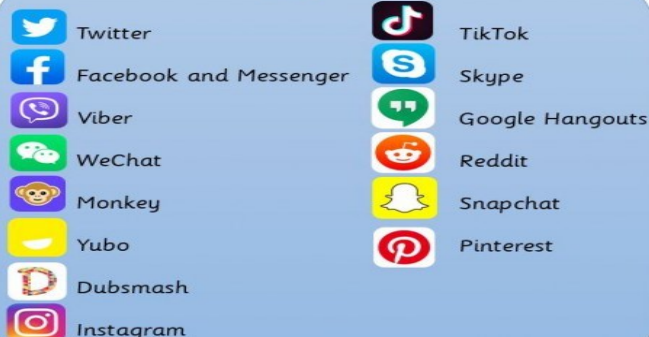 Twitter
Facebook and Messenger
Viber
WeChat
Monkey
Yubo
Dubsmash
Instagram
TikTok
Skype
Google Hangouts
Reddit
Snapchat
Pinterest